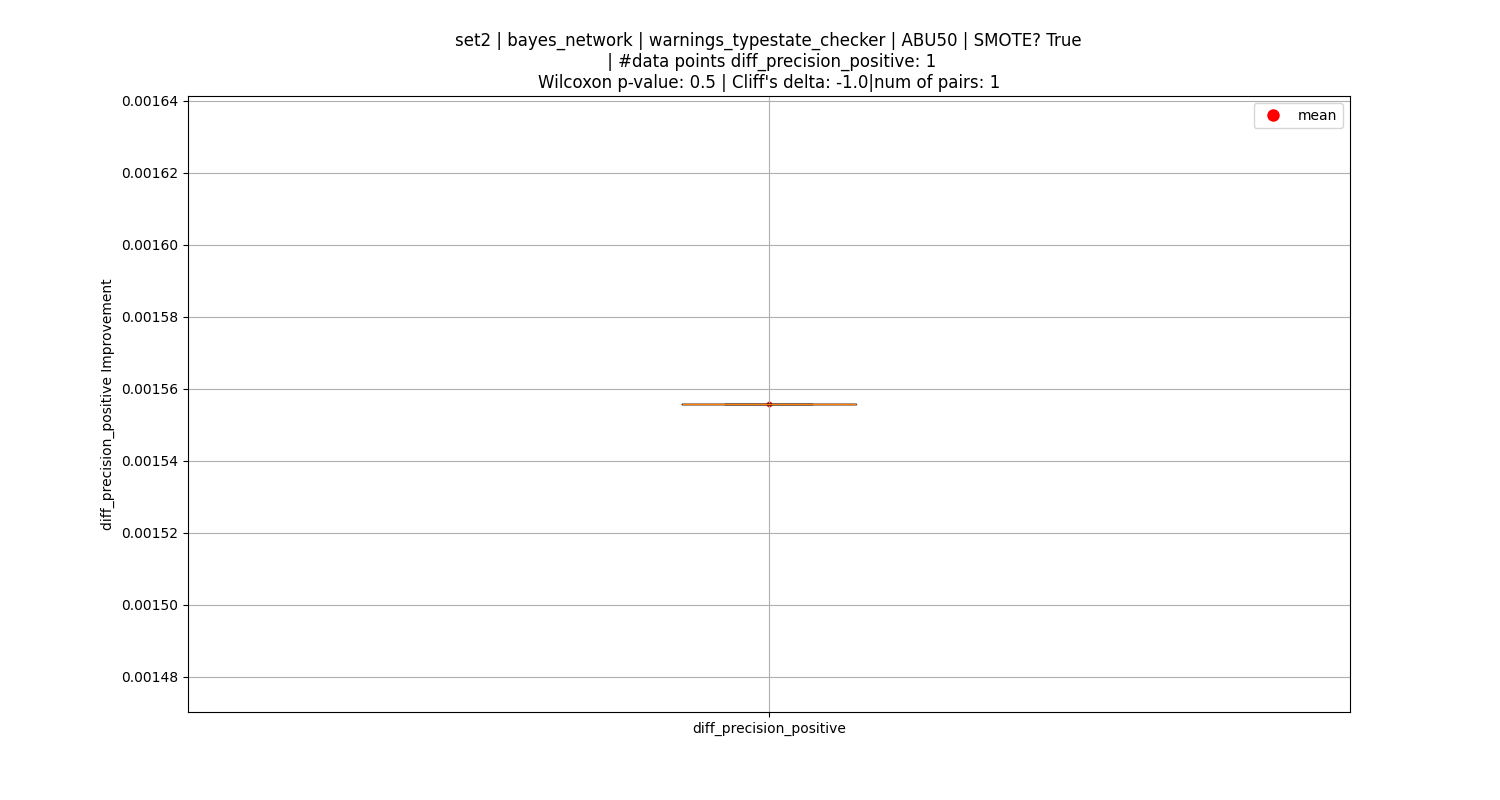 set2 | bayes_network | warnings_typestate_checker | ABU50 | SMOTE? True
| #data points diff_precision_positive: 1
Wilcoxon p-value: 0.5 | Cliff's delta: -1.0|num of pairs: 1
mean
0.00164
0.00162
0.00160
0.00158
0.00156
0.00154
0.00152
0.00150
0.00148
diff_precision_positive Improvement
diff_precision_positive